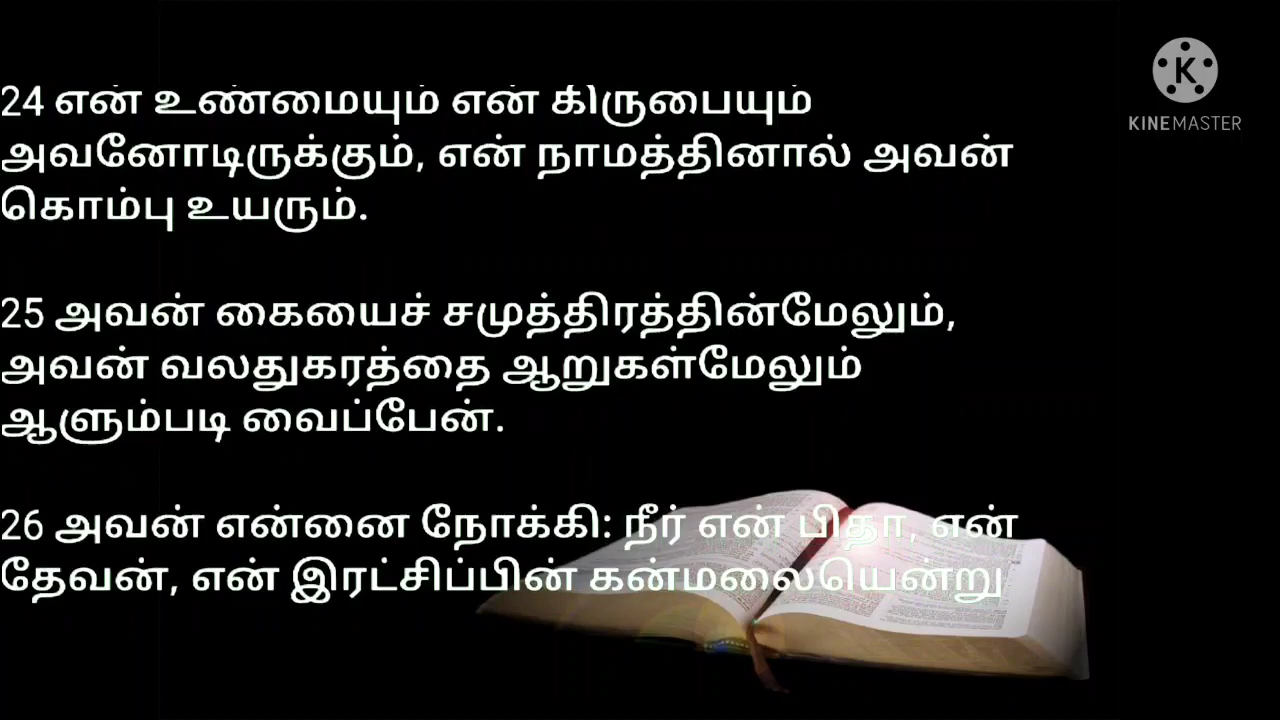 24 என் உண்மையும் என் கிருபையும்
அவனோடிருக்கும், என் நாமத்தினால் அவன்
கொம்பு உயரும்.
25 அவன் கையைச் சமுத்திரத்தின்மேலும்,
அவன் வலதுகரத்தை ஆறுகள்மேலும்
ஆளும்படி வைப்பேன்.
26 அவன் என்னை நோக்கி: நீர் என் பிதா, என்
தேவன், என் இரட்சிப்பின் கன்மலையென்று
K
KINEMASTER